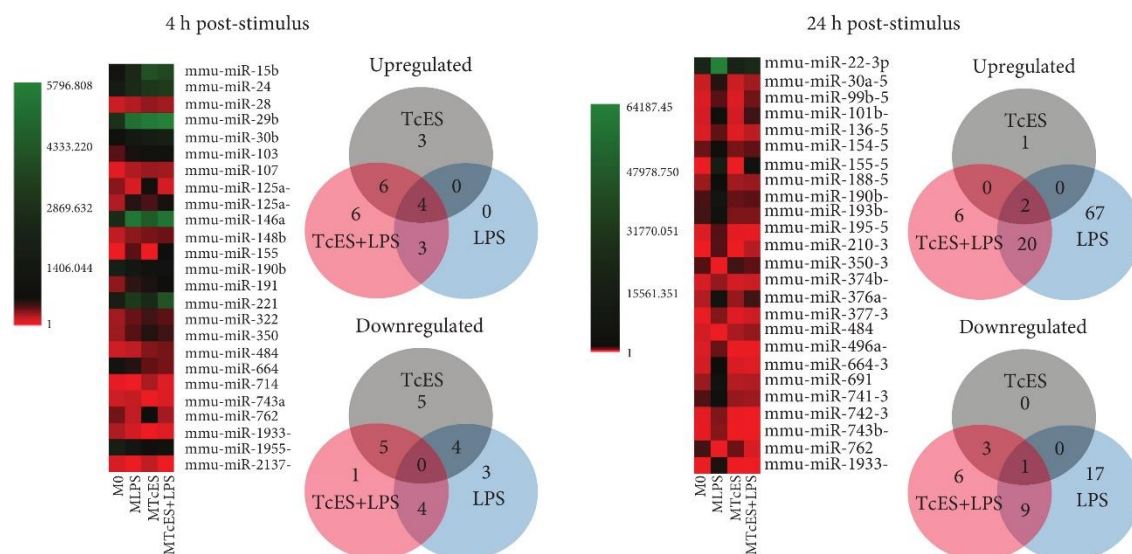 4 h post-stimulus
5796.808
4333.220
2869.632
1406.044
1
mmu-miR-15b
mmu-miR-24
mmu-miR-28
mmu-miR-29b
mmu-miR-30b
mmu-miR-103
mmu-miR-107
mmu-miR-125a-
mmu-miR-125a-
mmu-miR-146a
mmu-miR-148b
mmu-miR-155
mmu-miR-190b
mmu-miR-191
mmu-miR-221
mmu-miR-322
mmu-miR-350
mmu-miR-484
mmu-miR-664
mmu-miR-714
mmu-miR-743a
mmu-miR-762
mmu-miR-1933-
mmu-miR-1955-
mmu-miR-2137-
M0
MLPS
MTcES
MTcES+LPS
Upregulated
TcES
3
6
0
4
6
0
TcES+LPS
LPS
3
Downregulated
TcES
5
5
4
0
1
3
TcES+LPS
LPS
4
24 h post-stimulus
64187.45
47978.750
31770.051
15561.351
1
mmu-miR-22-3p
mmu-miR-30a-5
mmu-miR-99b-5
mmu-miR-101b-
mmu-miR-136-5
mmu-miR-154-5
mmu-miR-155-5
mmu-miR-188-5
mmu-miR-190b-
mmu-miR-193b-
mmu-miR-195-5
mmu-miR-210-3
mmu-miR-350-3
mmu-miR-374b-
mmu-miR-376a-
mmu-miR-377-3
mmu-miR-484
mmu-miR-496a-
mmu-miR-664-3
mmu-miR-691
mmu-miR-741-3
mmu-miR-742-3
mmu-miR-743b-
mmu-miR-762
mmu-miR-1933-
M0
MLPS
MTcES
MTcES+LPS
Upregulated
TcES
1
0
0
2
6
67
TcES+LPS
LPS
20
Downregulated
TcES
0
3
0
1
6
17
TcES+LPS
LPS
9